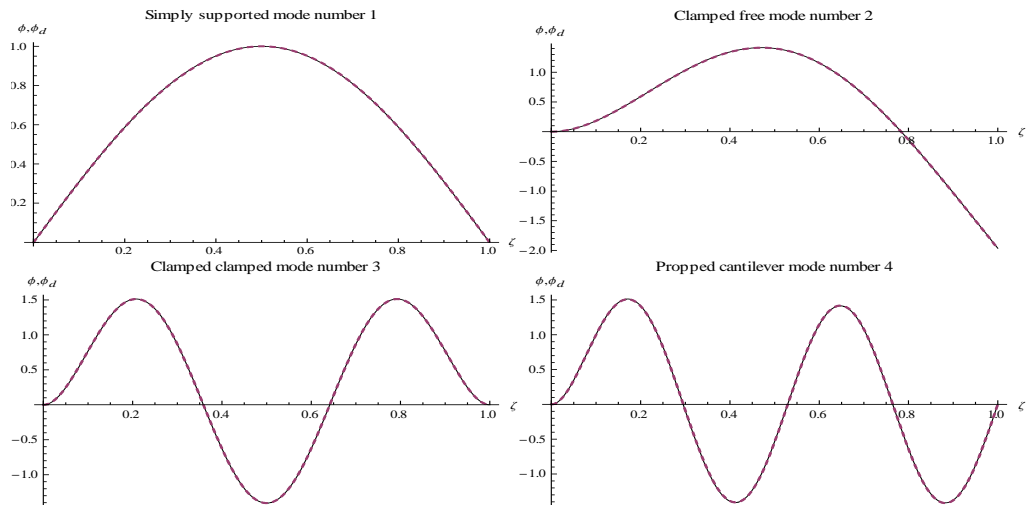 Simply supported mode number 1
ϕ,ϕd
1.0
0.8
0.6
0.4
0.2
0.2 0.4 0.6 0.8 1.0 ζ
Clamped free mode number 2
ϕ,ϕd
1.0
0.5
−0.5
−1.0
−1.5
−2.0
0.2 0.4 0.6 0.8 1.0 ζ
Clamped clamped mode number 3
ϕ,ϕd
1.5
1.0
0.5
−0.5
−1.0
0.2 0.4 0.6 0.8 1.0 ζ
Propped cantilever mode number 4
ϕ,ϕd
1.5
1.0
0.5
−0.5
−1.0
0.2 0.4 0.6 0.8 1.0 ζ